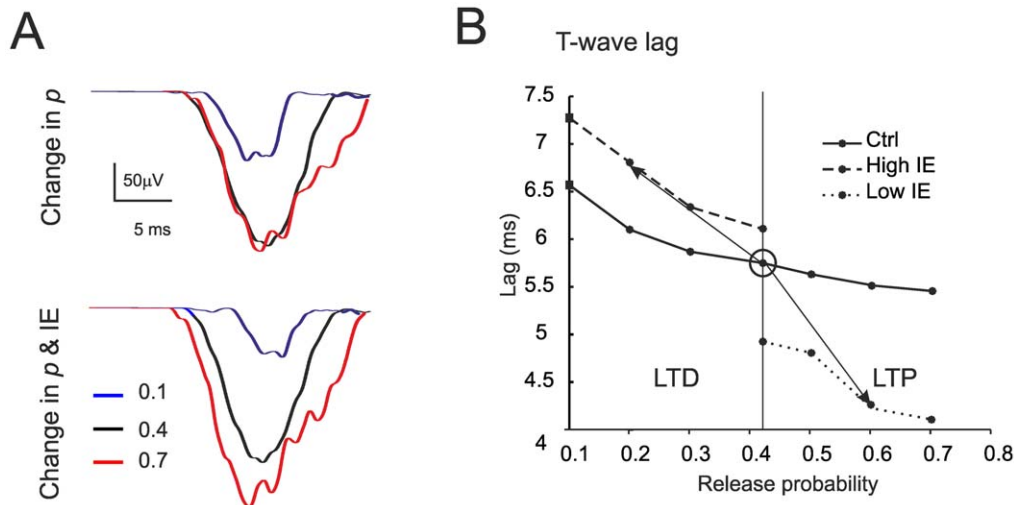 A
Change in p
50μV
5 ms
Change in p & IE
0.1
0.4
0.7
B
T-wave lag
Lag (ms)
7.5
7
6.5
6
5.5
5
4.5
4
Ctrl
High IE
Low IE
LTD
LTP
0.1 0.2 0.3 0.4 0.5 0.6 0.7 0.8
Release probability